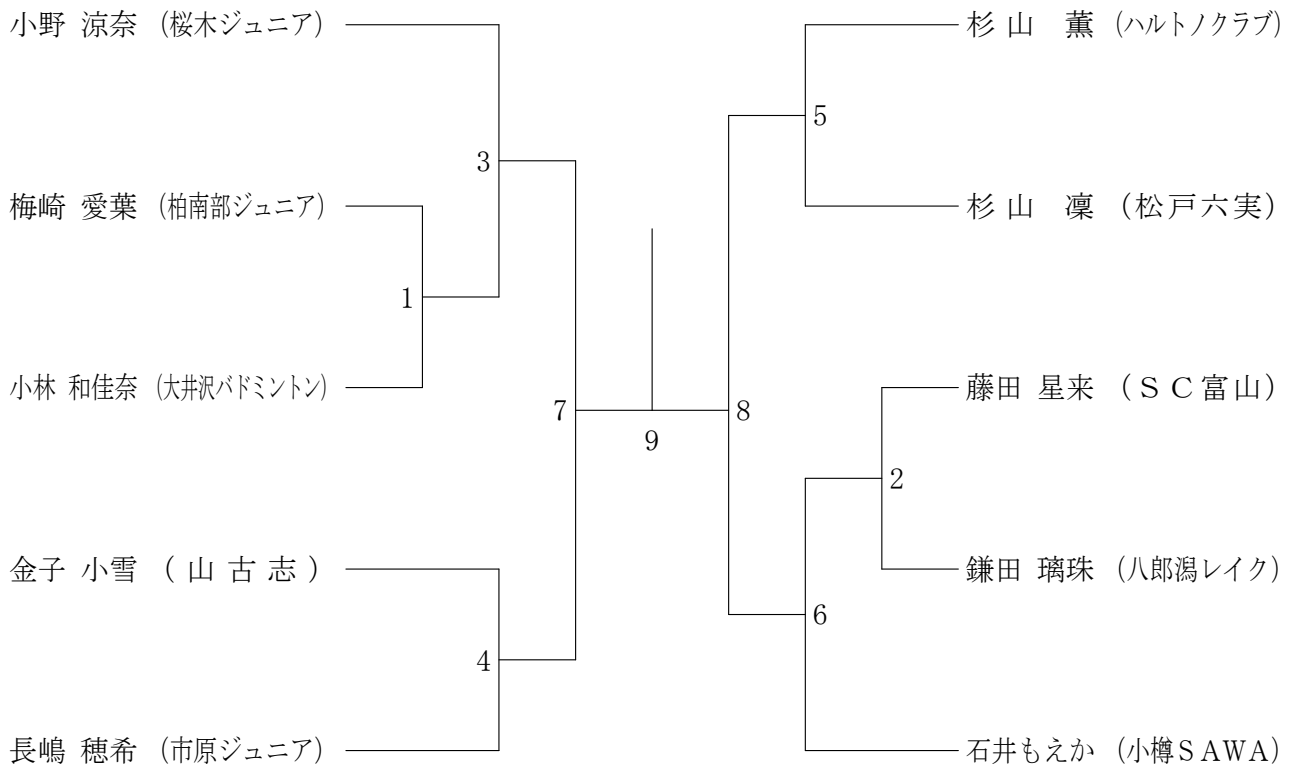 小野 涼奈 (桜木ジュニア)
3
梅崎 愛葉 (柏南部ジュニア)
1
小林 和佳奈 (大井沢バドミントン)
7
金子 小雪 (山古志)
4
長嶋 穂希 (市原ジュニア)
9
杉山 薫 (ハルトノクラブ)
5
杉山 凜 (松戸六実)
8
藤田 星来 (ＳＣ富山)
2
鎌田 璃珠 (八郎潟レイク)
6
石井もえか (小樽ＳＡＷＡ)